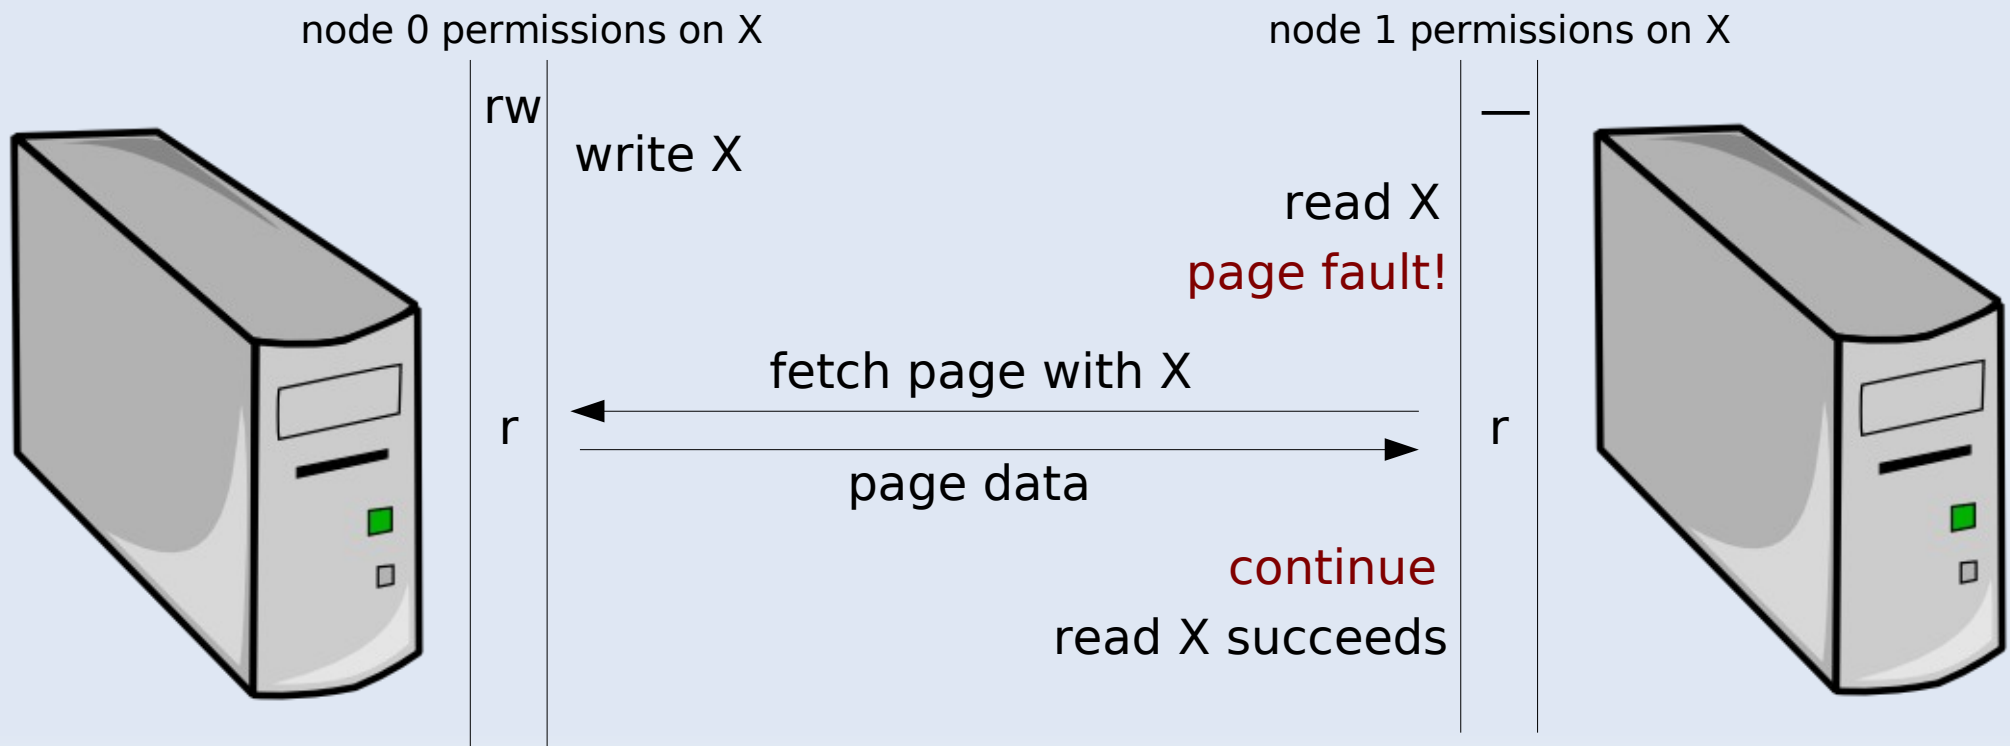 node 0 permissions on X
node 1 permissions on X
rw
—
write X
read X
page fault!
fetch page with X
r
r
page data
continue
read X succeeds